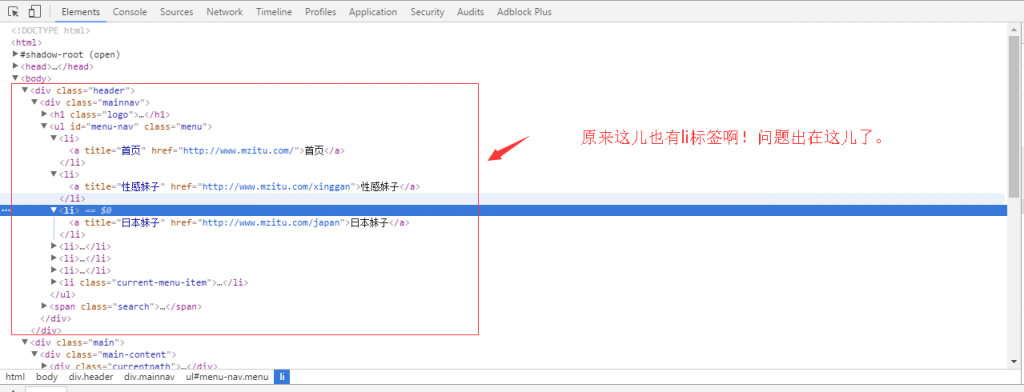 Elements Console Sources Network Timeline Profiles Application Security Audits Adblock Plus
<!DOCTYPE html>
<html>
▶#shadow-root (open)
▶<head>…</head>
▼<body>
▼<div class="header">
▼<div class="mainnav">
▶<h1 class="logo">…</h1>
▼<ul id="menu-nav" class="menu">
▼<li>
<a title="首页" href="http://www.mzitu.com/">首页</a>
</li>
▼<li>
<a title="性感妹子" href="http://www.mzitu.com/xinggan">性感妹子</a>
</li>
… ▼<li> == $0
<a title="日本妹子" href="http://www.mzitu.com/japan">日本妹子</a>
</li>
▶<li>…</li>
▶<li>…</li>
▶<li>…</li>
▶<li class="current-menu-item">…</li>
</ul>
▶<span class="search">…</span>
</div>
</div>
▼<div class="main">
▼<div class="main-content">
▶<div class="currentpath">…</div>
原来这儿也有li标签啊！问题出在这儿了。
html body div.header div.mainnav ul#menu-nav.menu li